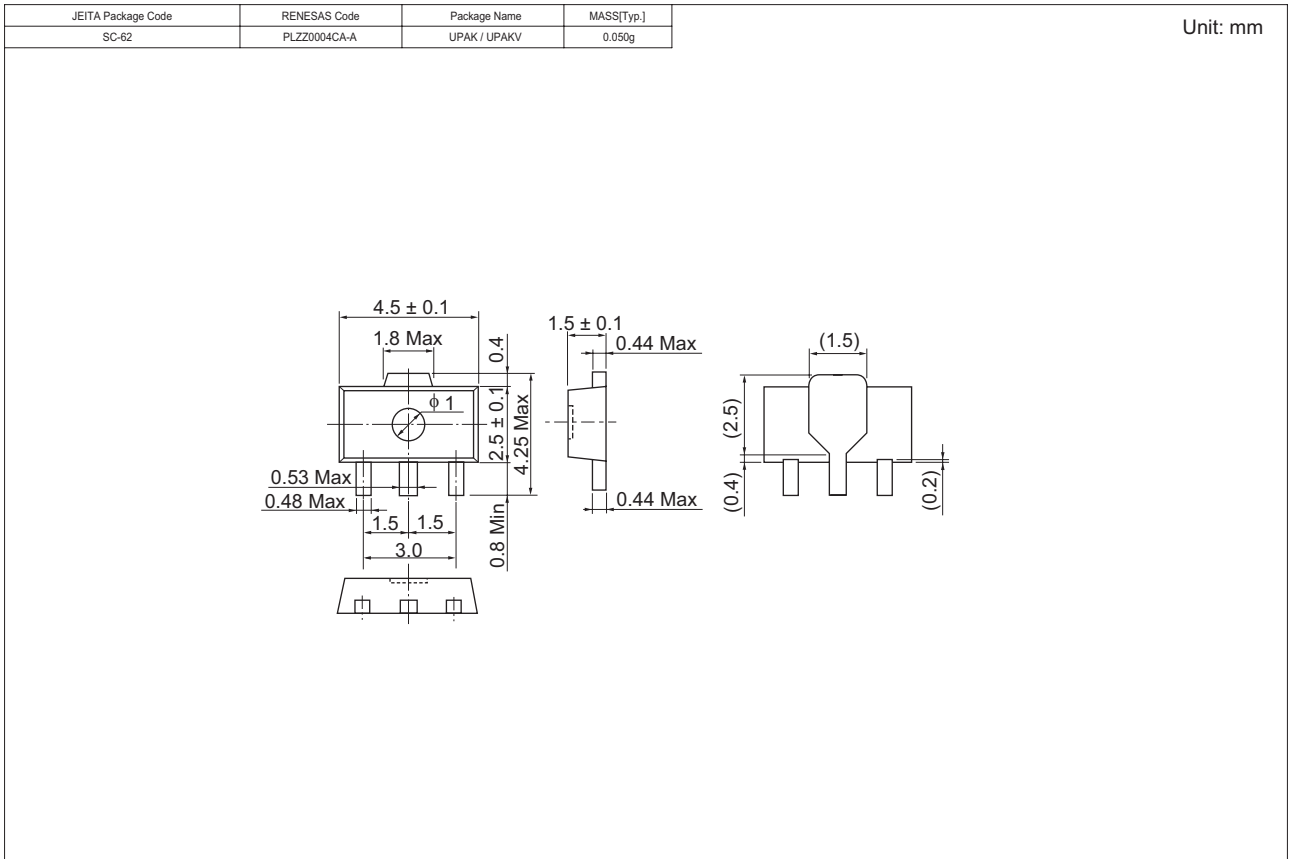 JEITA Package Code RENESAS Code Package Name MASS[Typ.]
SC-62 PLZZ0004CA-A UPAK / UPAKV 0.050g
Unit: mm
4.5 ± 0.1
1.8 Max
0.4
φ 1
2.5 ± 0.1
4.25 Max
0.53 Max
0.48 Max
1.5 1.5
3.0
0.8 Min
1.5 ± 0.1
0.44 Max
0.44 Max
(1.5)
(2.5)
(0.4)
(0.2)